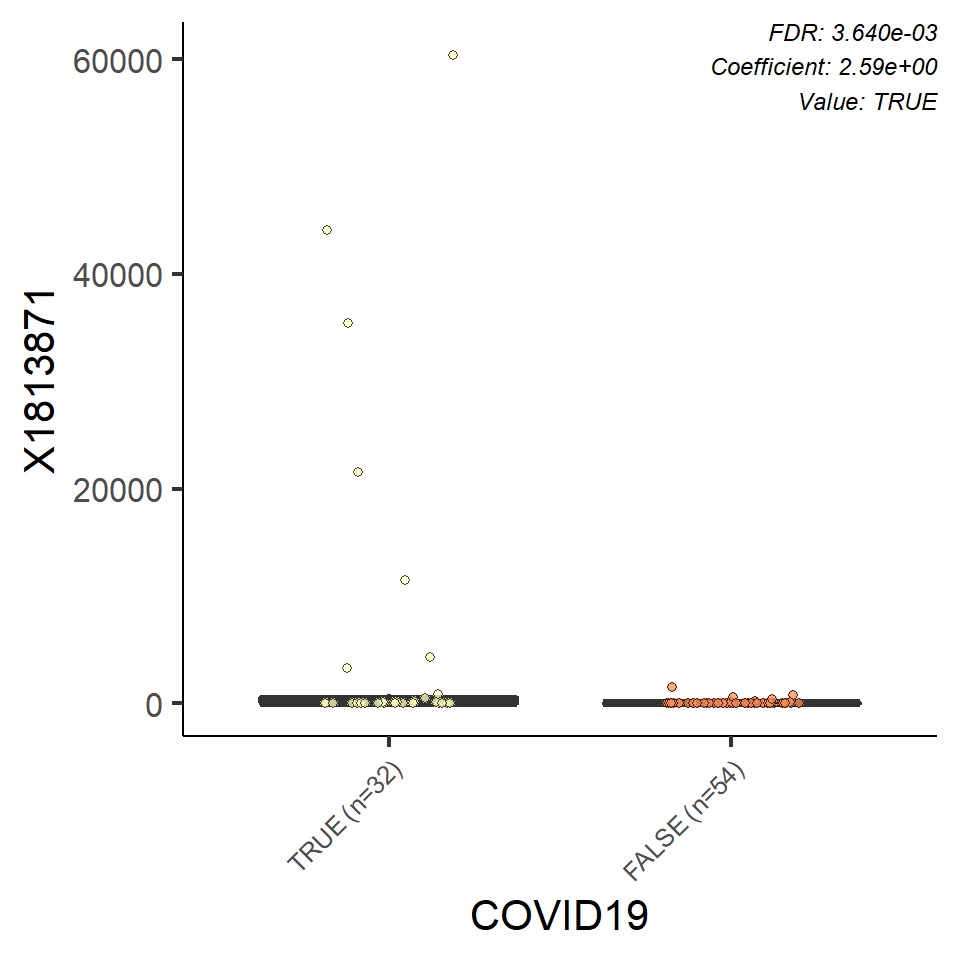 FDR: 3.640e-03
Coefficient: 2.59e+00
Value: TRUE
60000
40000
20000
0
X1813871
TRUE (n=32)
FALSE (n=54)
COVID19